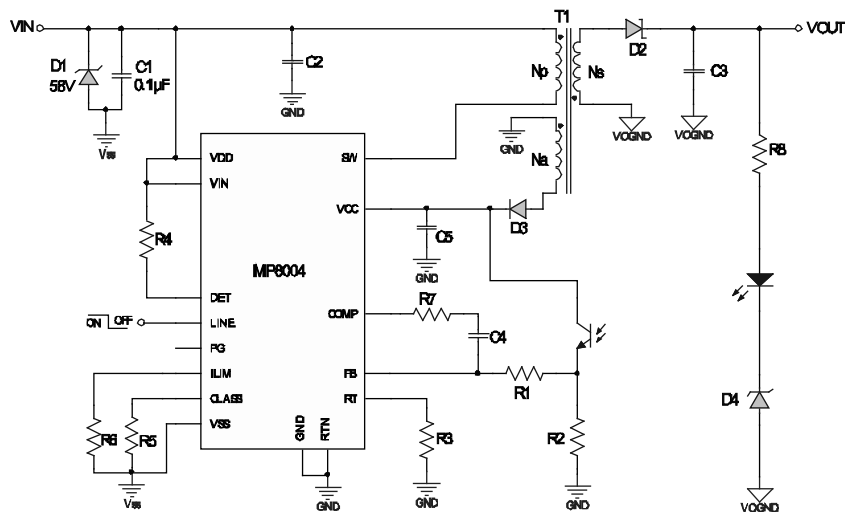 T1
VIN
VOUT
D1
58V
C1
0.1µF
C2
Np
Ns
D2
C3
VSS
GND
GND
VOGND
VOGND
R8
Na
VDD
SW
VIN
VCC
D3
R4
C5
GND
MP8004
DET
R7
COMP
ON OFF
LINE
C4
PG
ILIM
FB
R1
CLASS
RT
D4
VSS
R6
R5
GND
RTN
R3
R2
VSS
GND
GND
GND
VOGND